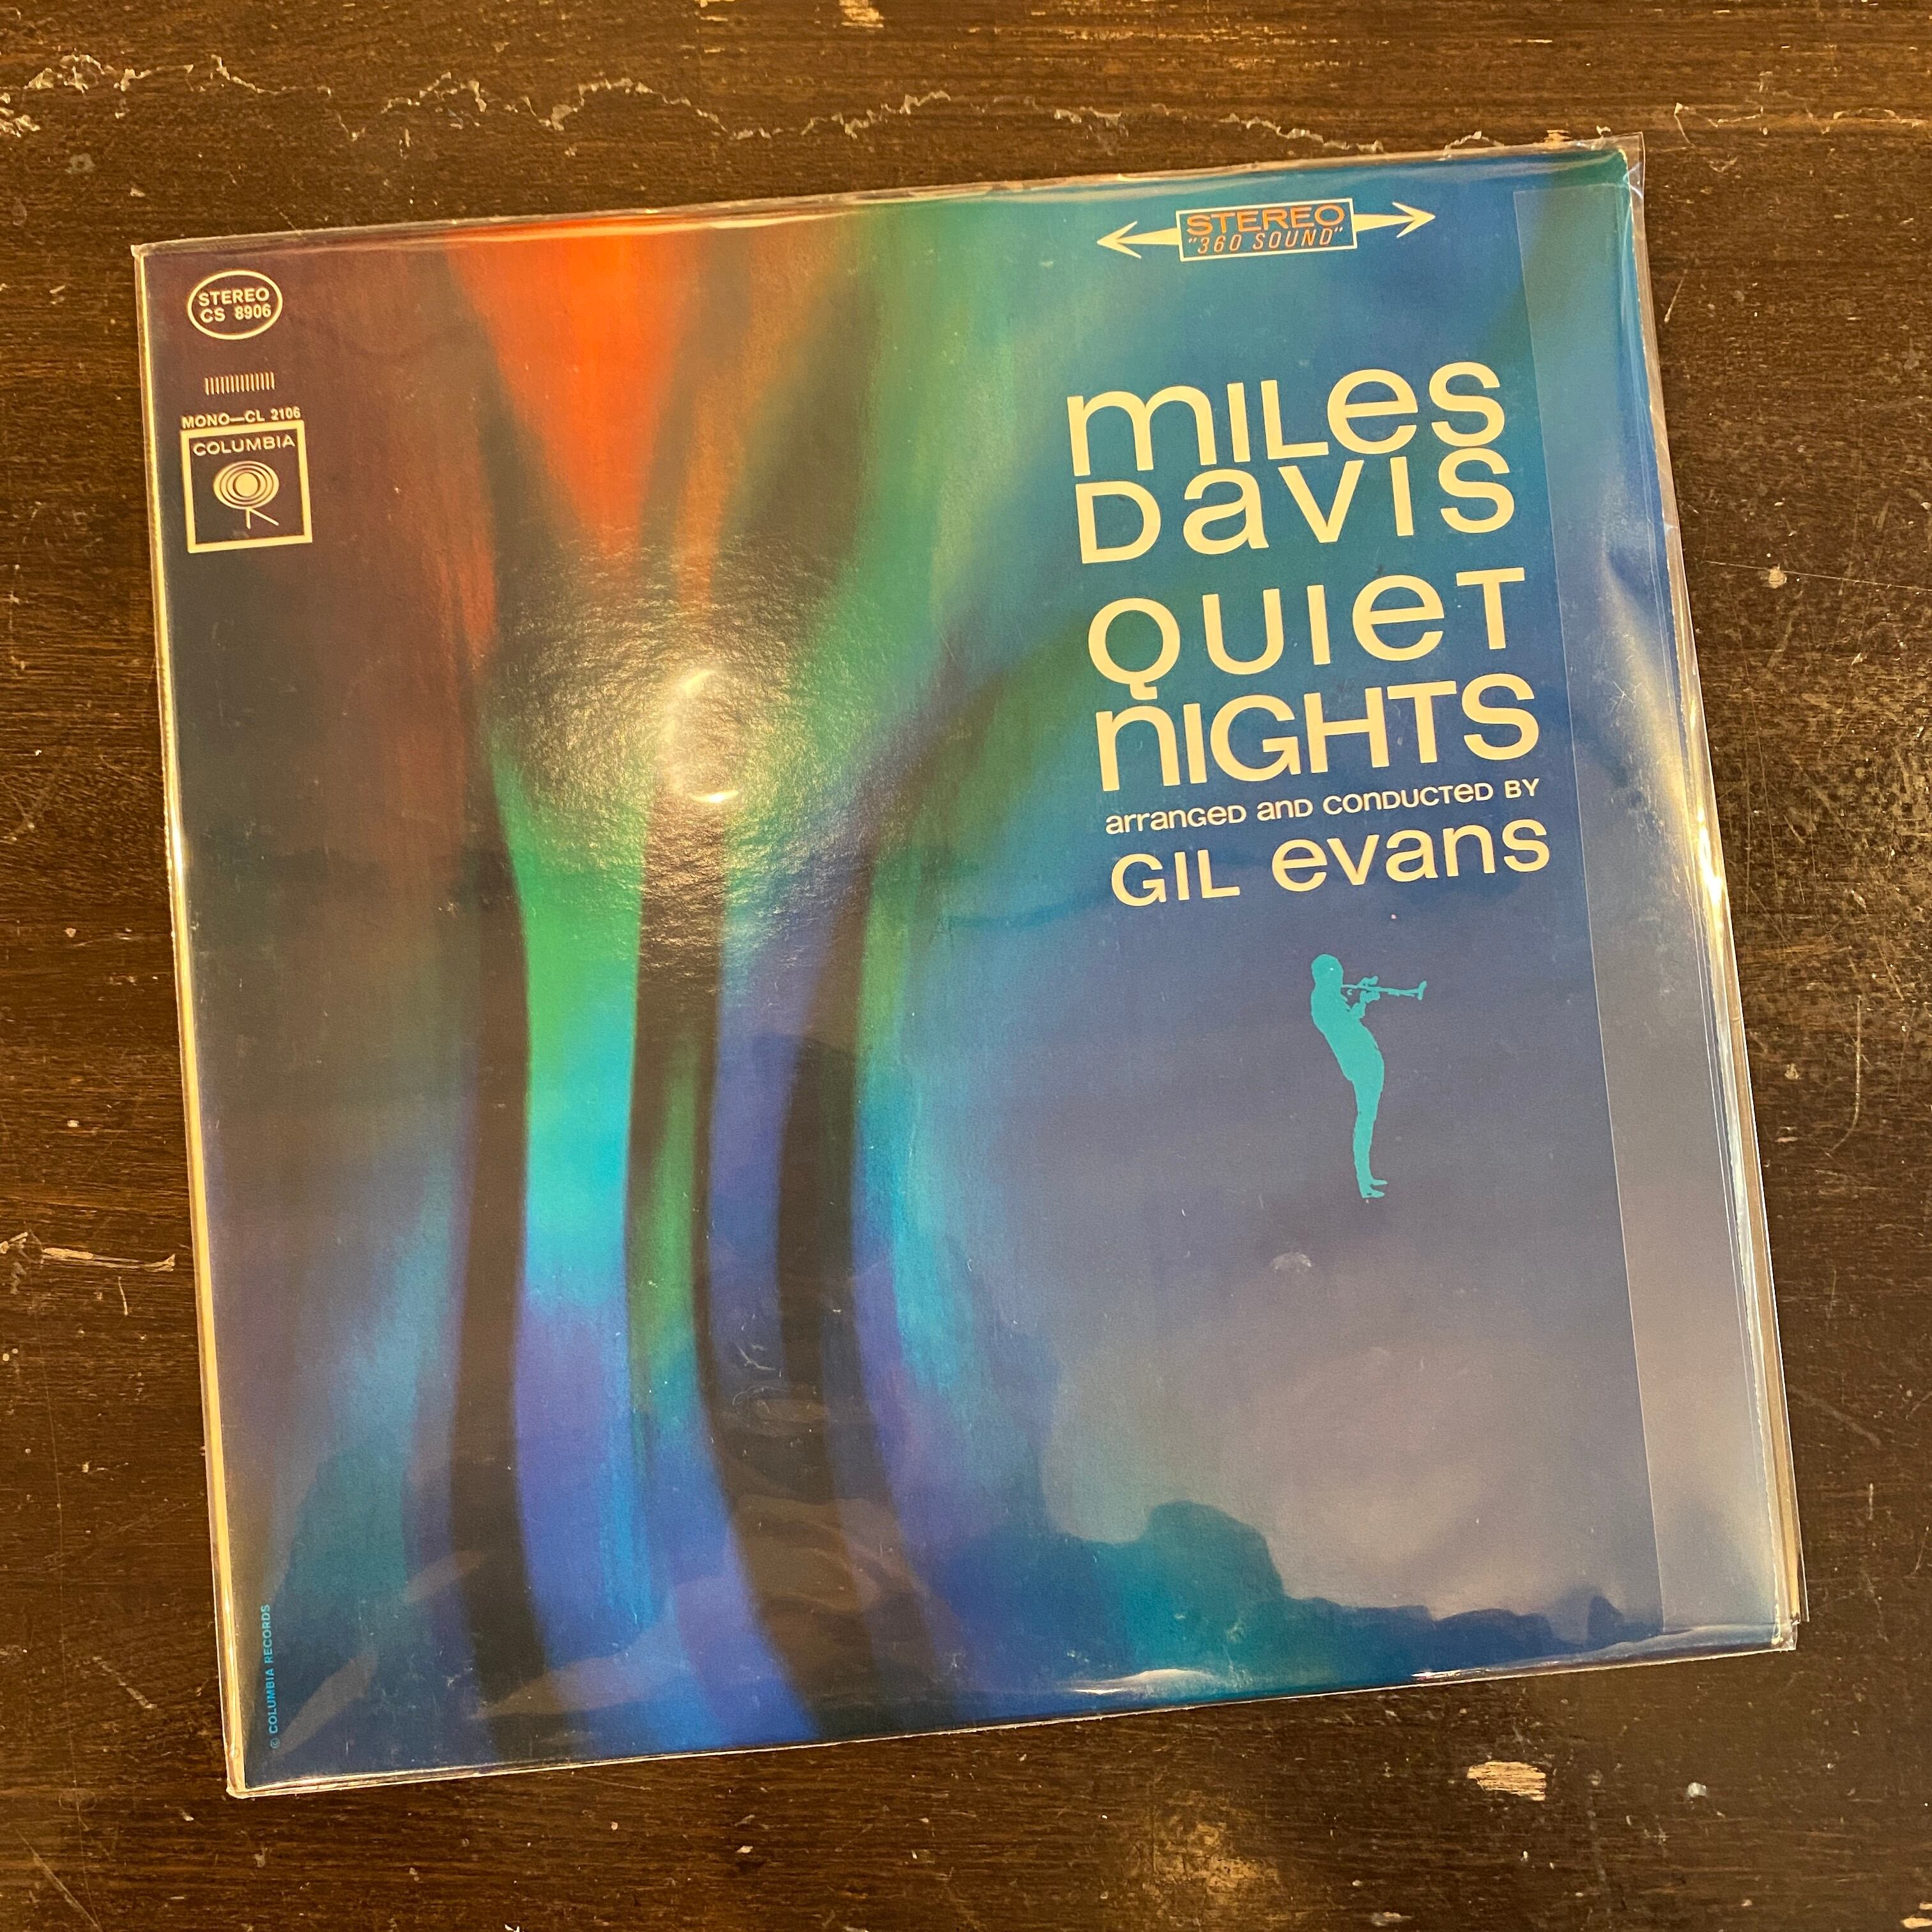 STEREO
"360 SOUND"
STEREO
CS 8906
MONO—CL 2106
COLUMBIA
mILes
Davis
QUIeT
nIGHTS
arranGeD anD conDucTeD BY
GIL evans
© COLUMBIA RECORDS